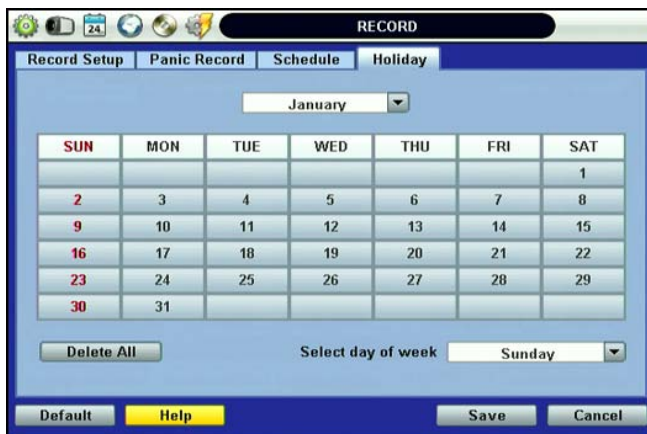 24
RECORD
Record Setup Panic Record Schedule Holiday
January
SUN MON TUE WED THU FRI SAT
1
2 3 4 5 6 7 8
9 10 11 12 13 14 15
16 17 18 19 20 21 22
23 24 25 26 27 28 29
30 31
Delete All Select day of week Sunday
Default Help Save Cancel